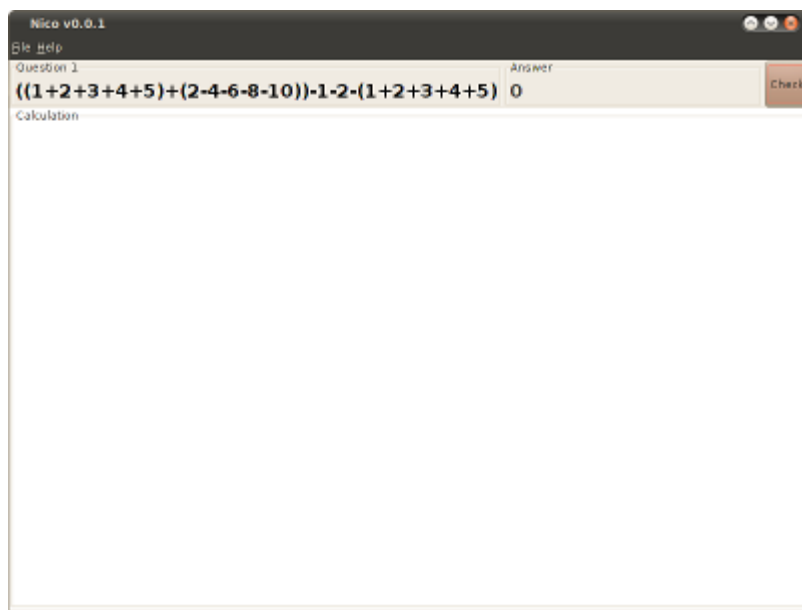 Nico v0.0.1
File Help
Question 1
Answer
((1+2+3+4+5)+(2-4-6-8-10))-1-2-(1+2+3+4+5)
0
Check
Calculation